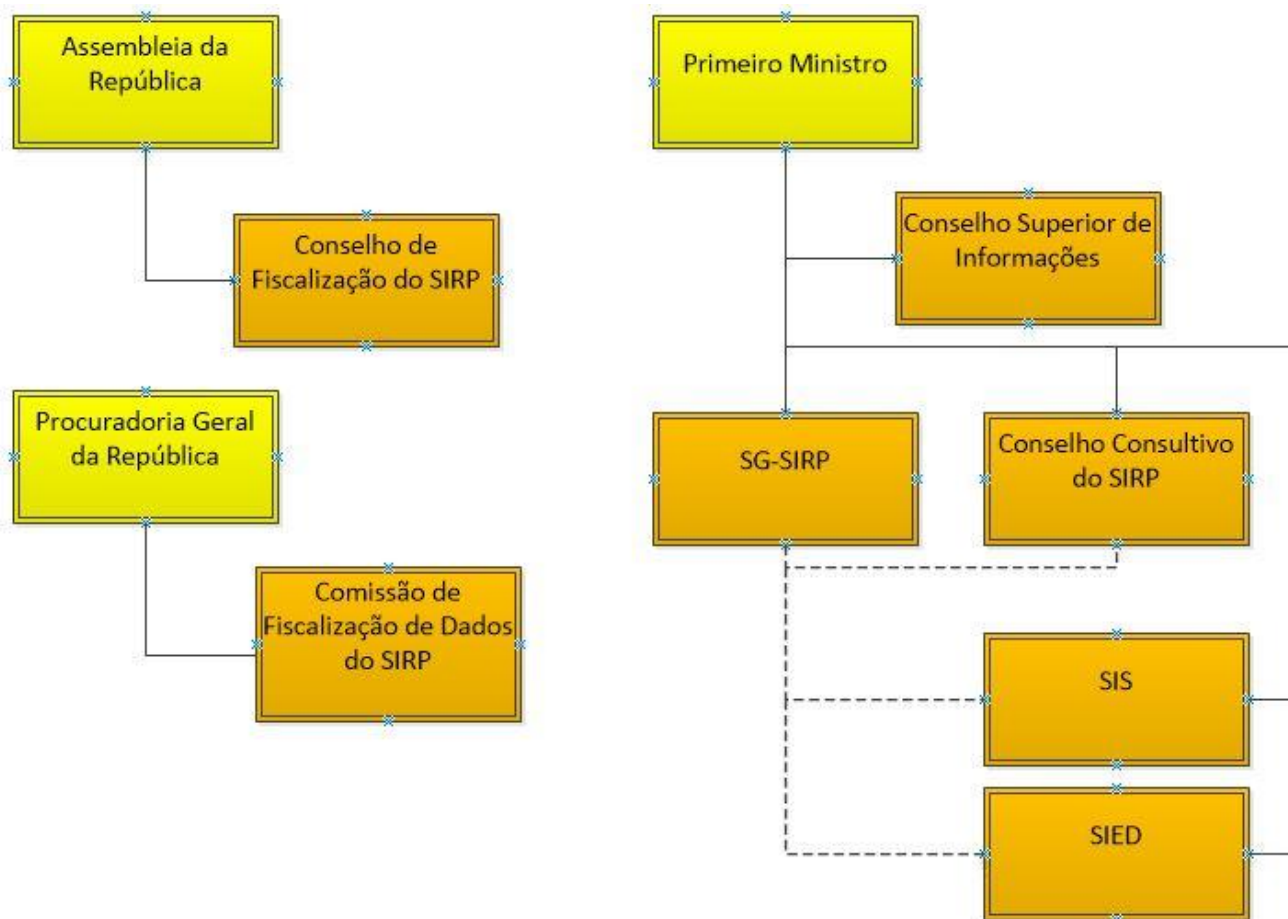 Assembleia da
República
Primeiro Ministro
Conselho Superior de
Informações
Conselho de
Fiscalização do SIRP
Procuradoria Geral
da República
SG-SIRP
Conselho Consultivo
do SIRP
Comissão de
Fiscalização de Dados
do SIRP
SIS
SIED